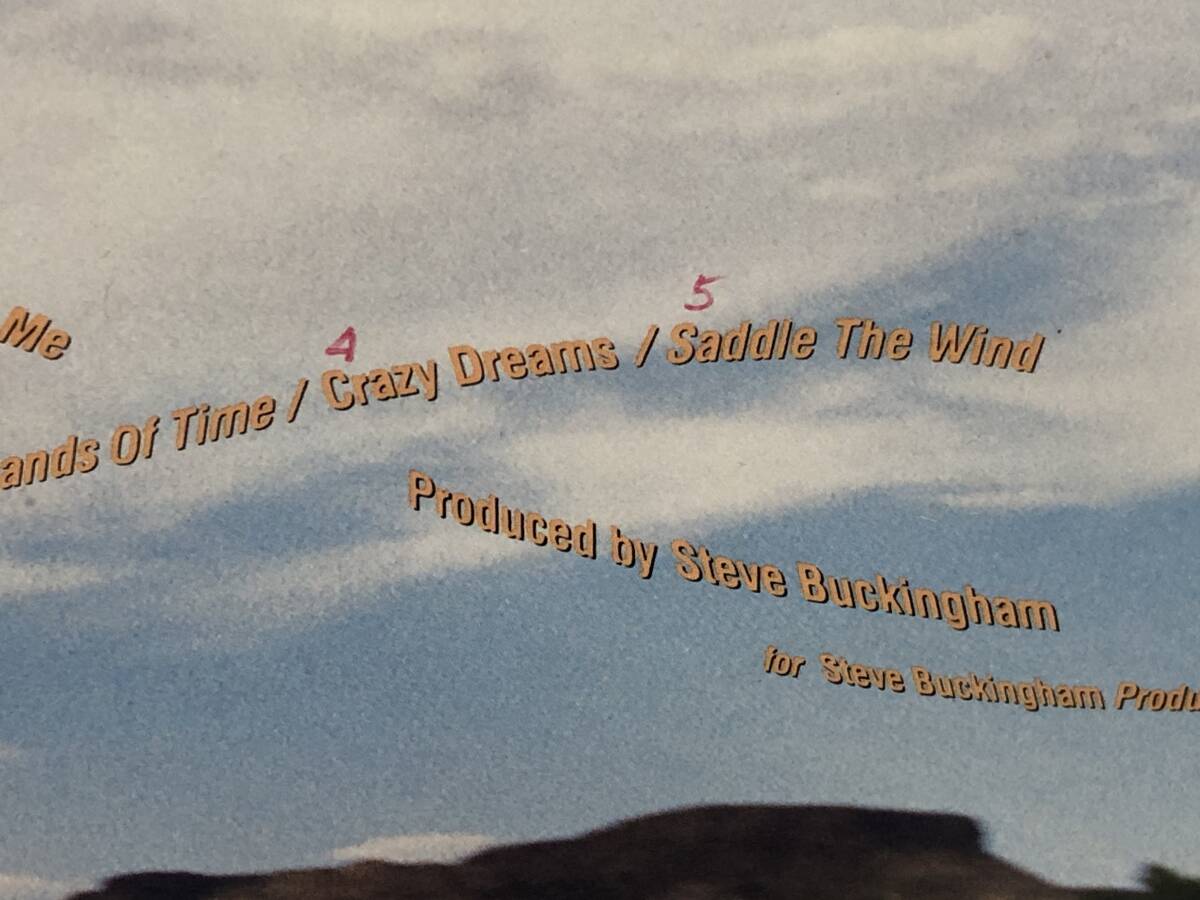 Me
4 5
ands Of Time / Crazy Dreams / Saddle The Wind
Produced by Steve Buckingham
for Steve Buckingham Produ